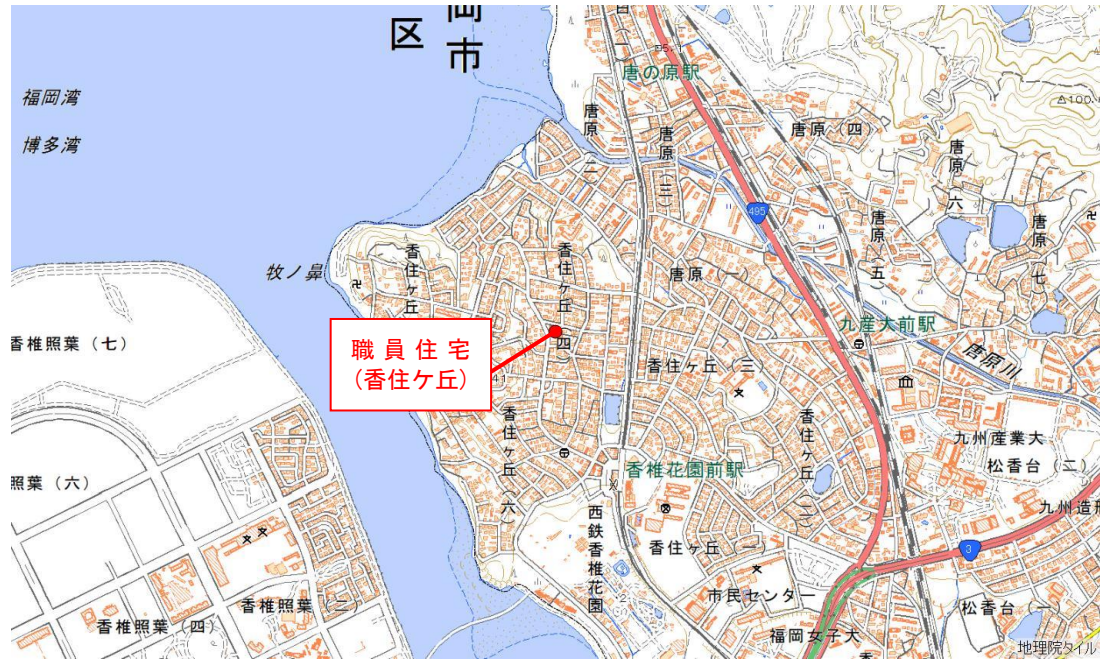 岡市
区
福岡湾
博多湾
唐の原駅
唐原（四）
唐原二
唐原（三）
唐原六
唐原（五）
唐原七
495
牧ノ鼻
香住ヶ丘
香住ヶ丘四
唐原（一）
九産大前駅
唐原川
香椎照葉（七）
職員住宅
（香住ケ丘）
41
香住ヶ丘（三）
香住ヶ丘（六）
香住ヶ丘（二）
香椎花園前駅
九州産業大
松香台（二）
照葉（六）
九州造形
西鉄香椎花園
香住ヶ丘（一）
3
市民センター
香椎照葉（二）
香椎照葉（四）
福岡女子大
松香台（一）
香
地理院タイル